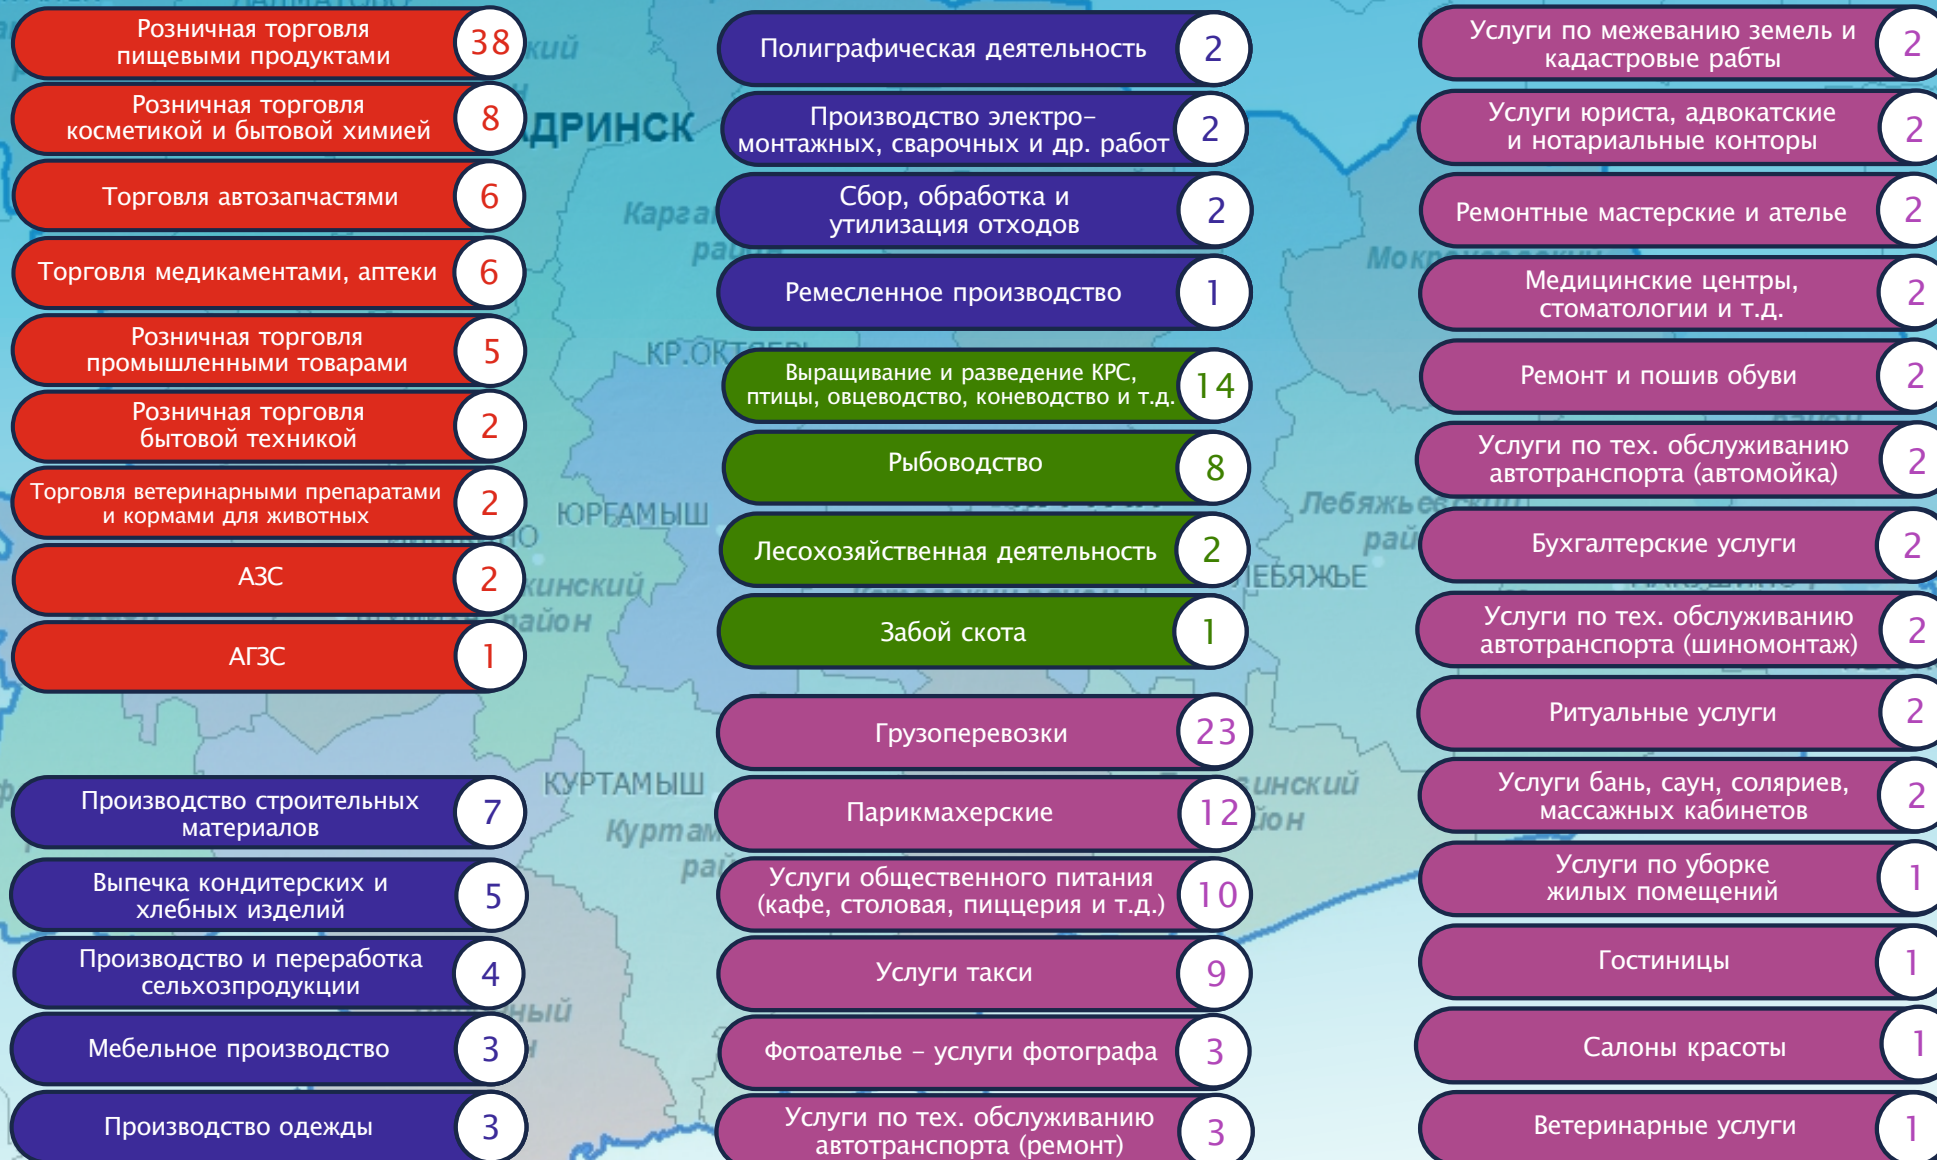 Розничная торговля
пищевыми продуктами
38
Розничная торговля
косметикой и бытовой химией
8
Торговля автозапчастями
6
Торговля медикаментами, аптеки
6
Розничная торговля
промышленными товарами
5
Розничная торговля
бытовой техникой
2
Торговля ветеринарными препаратами
и кормами для животных
2
АЗС
2
АГЗС
1
Производство строительных
материалов
7
Выпечка кондитерских и
хлебных изделий
5
Производство и переработка
сельхозпродукции
4
Мебельное производство
3
Производство одежды
3
Полиграфическая деятельность
2
Производство электро-
монтажных, сварочных и др. работ
2
Сбор, обработка и
утилизация отходов
2
Ремесленное производство
1
Выращивание и разведение КРС,
птицы, овцеводство, коневодство и т.д.
14
Рыбоводство
8
Лесохозяйственная деятельность
2
Забой скота
1
Грузоперевозки
23
Парикмахерские
12
Услуги общественного питания
(кафе, столовая, пиццерия и т.д.)
10
Услуги такси
9
Фотоателье - услуги фотографа
3
Услуги по тех. обслуживанию
автотранспорта (ремонт)
3
Услуги по межеванию земель и
кадастровые рабты
2
Услуги юриста, адвокатские
и нотариальные конторы
2
Ремонтные мастерские и ателье
2
Медицинские центры,
стоматологии и т.д.
2
Ремонт и пошив обуви
2
Услуги по тех. обслуживанию
автотранспорта (автомойка)
2
Бухгалтерские услуги
2
Услуги по тех. обслуживанию
автотранспорта (шиномонтаж)
2
Ритуальные услуги
2
Услуги бань, саун, соляриев,
массажных кабинетов
2
Услуги по уборке
жилых помещений
1
Гостиницы
1
Салоны красоты
1
Ветеринарные услуги
1
АДРИНСК
ЮРГАМЫШ
КУРТАМЫШ
ЛЕБЯЖЬЕ
Лебяжьевский
район